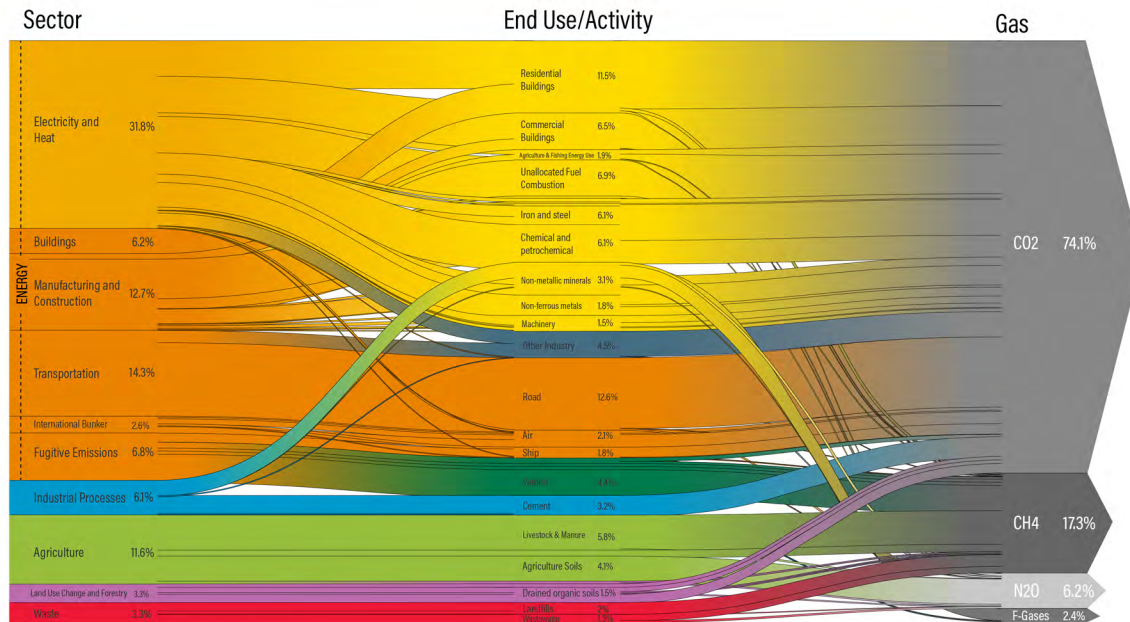 Sector
End Use/Activity
Gas
ENERGY
Electricity and
Heat
31.8%
Buildings
6.2%
Manufacturing and
Construction
12.7%
Transportation
14.3%
International Bunker
2.6%
Fugitive Emissions
6.8%
Industrial Processes
6.1%
Agriculture
11.6%
Land Use Change and Forestry
3.3%
Waste
3.3%
Residential
Buildings
11.5%
Commercial
Buildings
6.5%
Agriculture & Fishing Energy Use
1.9%
Unallocated Fuel
Combustion
6.9%
Iron and steel
6.1%
Chemical and
petrochemical
6.1%
Non-metallic minerals
3.1%
Non-ferrous metals
1.8%
Machinery
1.5%
Other Industry
4.5%
Road
12.6%
Air
2.1%
Ship
1.8%
Cement
3.2%
Livestock & Manure
5.8%
Agriculture Soils
4.1%
Drained organic soils
1.5%
Landfills
2%
Wastewater
1.3%
CO2
74.1%
CH4
17.3%
N2O
6.2%
F-Gases
2.4%